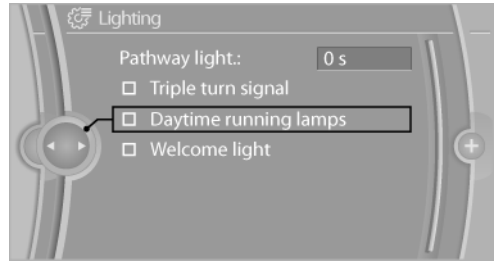 Lighting
Pathway light.: 0 s
Triple turn signal
Daytime running lamps
Welcome light